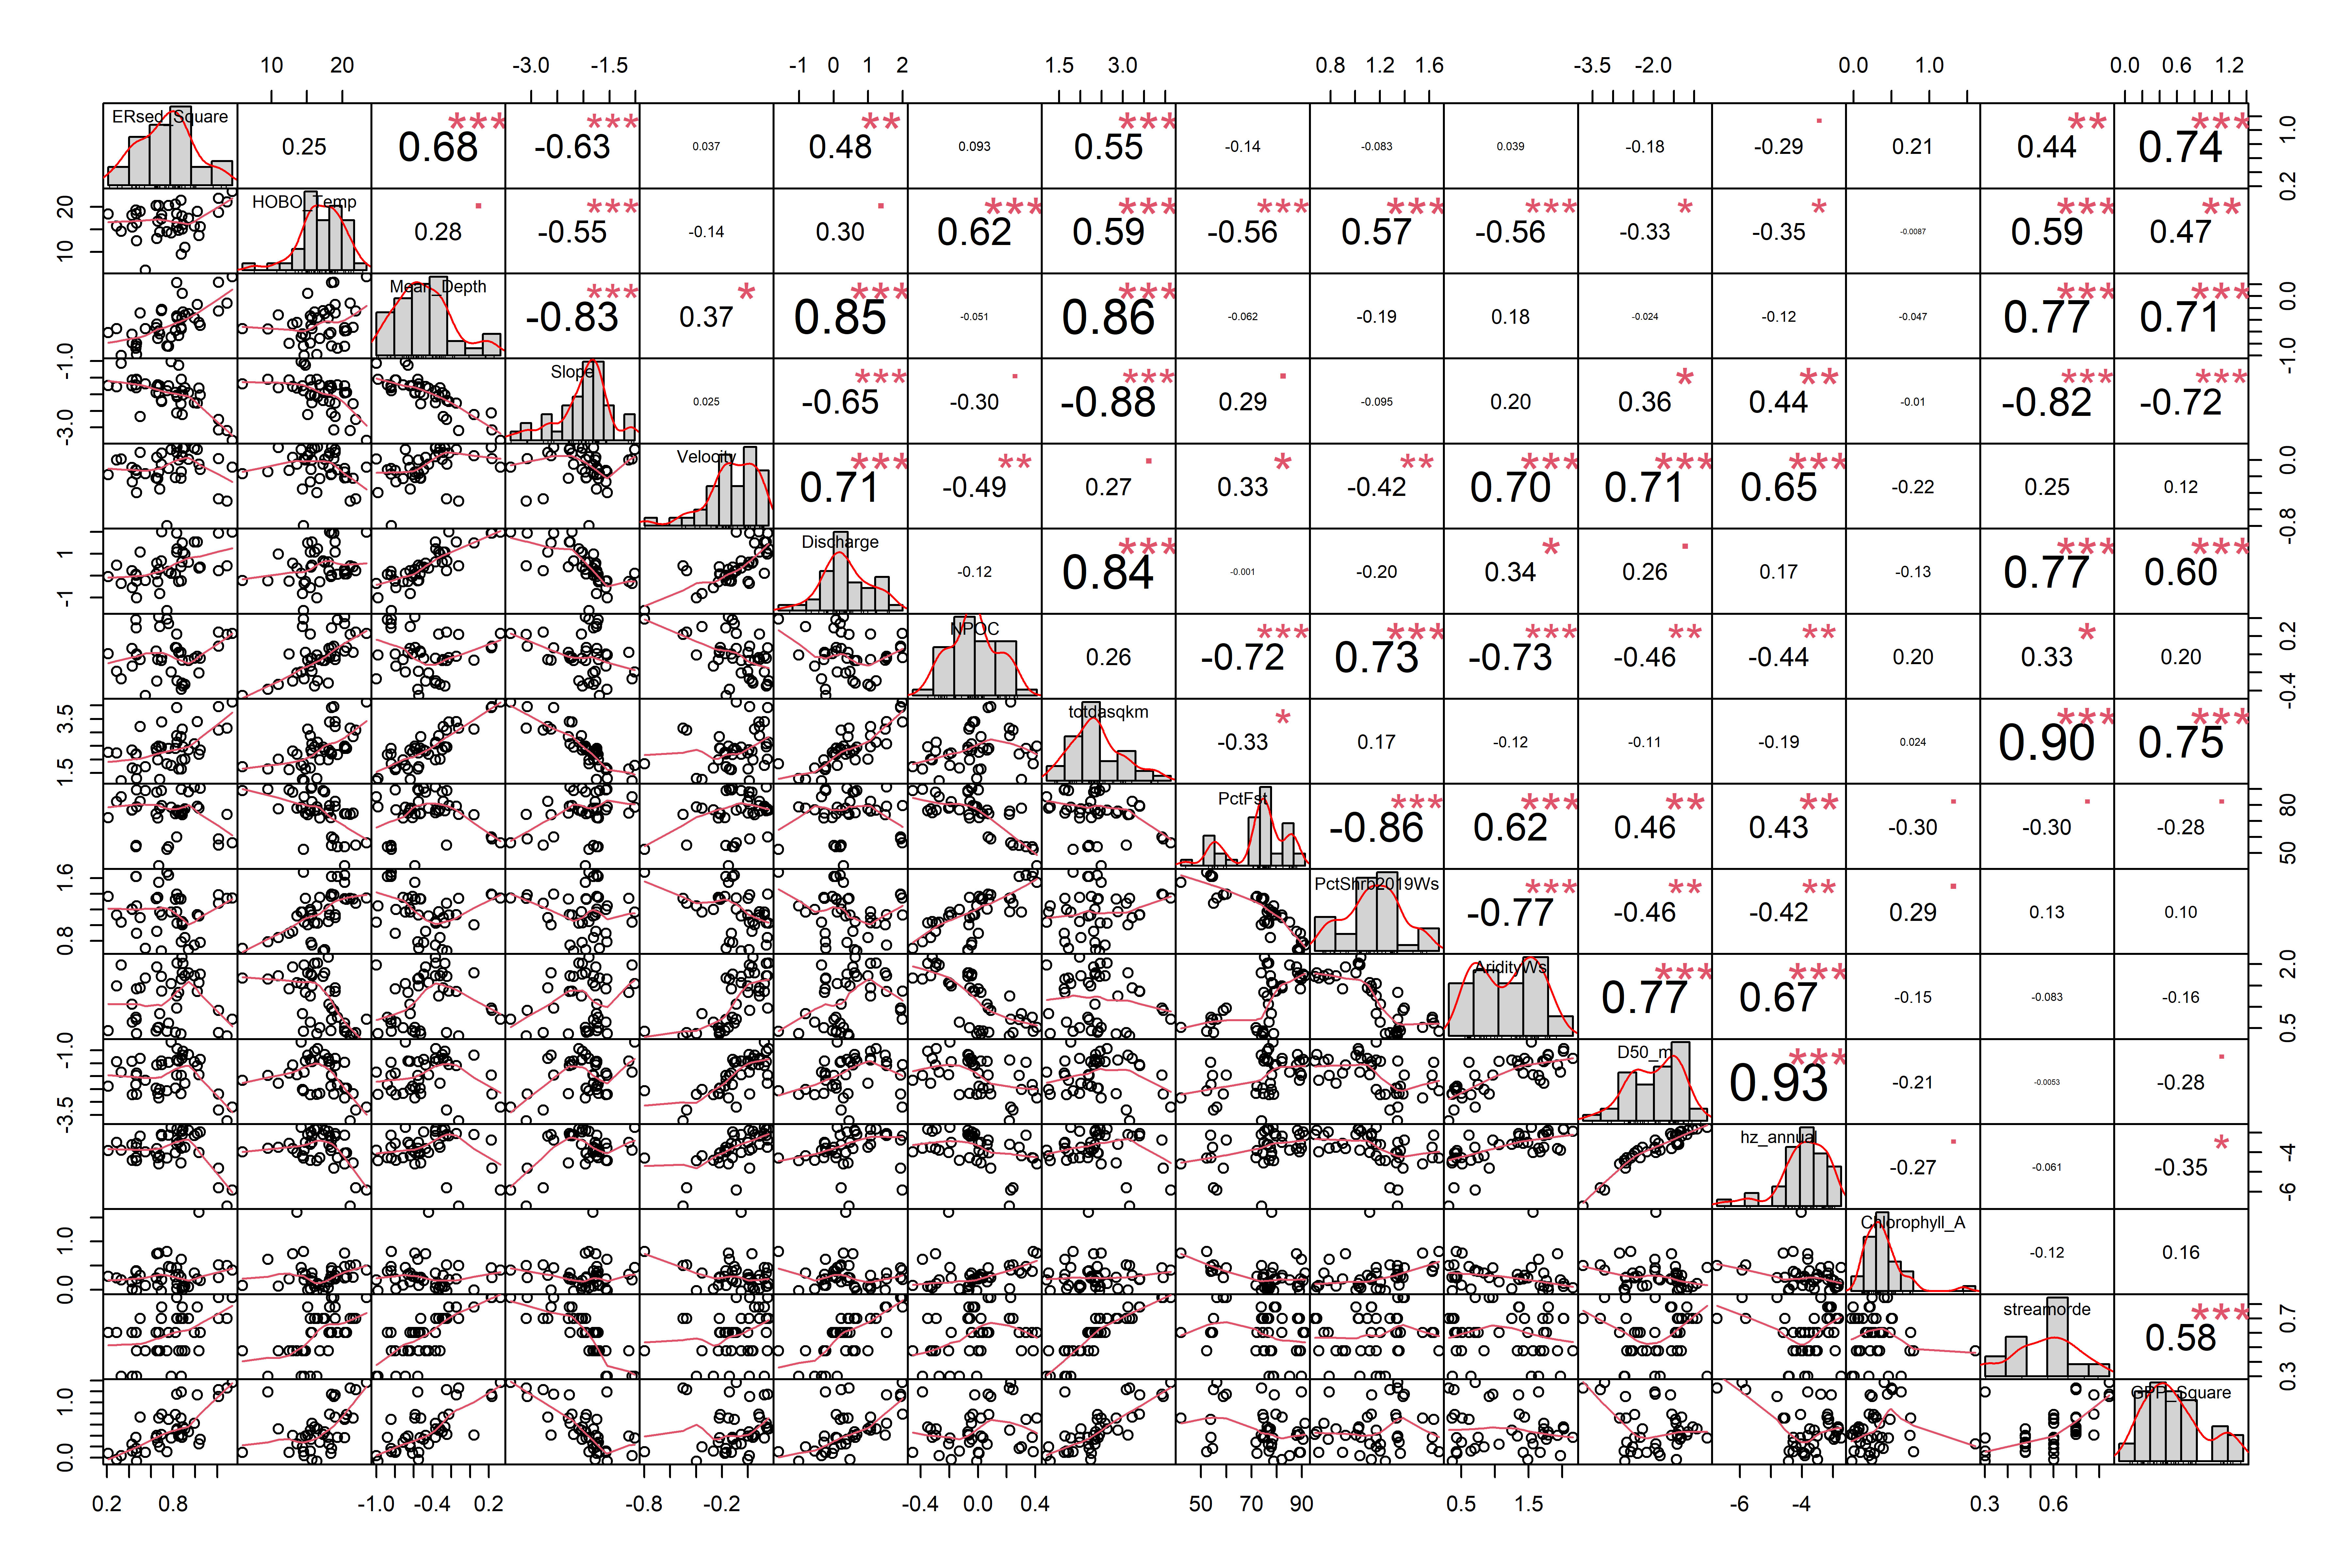 10 20 -3.0 -1.5 -1 0 1 2 1.5 3.0 0.8 1.2 1.6 -3.5 -2.0 0.0 1.0 0.0 0.6 1.2
ERsed_Square 0.25 0.68 *** -0.63 *** 0.037 0.48 ** 0.093 0.55 *** -0.14 -0.083 0.039 -0.18 -0.29 . 0.21 0.44 ** 0.74 *** 0.2 1.0
10 20 HOBO_Temp 0.28 . -0.55 *** -0.14 0.30 . 0.62 *** 0.59 *** -0.56 *** 0.57 *** -0.56 *** -0.33 * -0.35 * -0.0087 0.59 *** 0.47 **
Mean_Depth -0.83 *** 0.37 * 0.85 *** -0.051 0.86 *** -0.062 -0.19 0.18 -0.024 -0.12 -0.047 0.77 *** 0.71 *** -1.0 0.0
-3.0 -1.0 Slope 0.025 -0.65 *** -0.30 . -0.88 *** 0.29 . -0.095 0.20 0.36 * 0.44 ** -0.01 -0.82 *** -0.72 ***
Velocity 0.71 *** -0.49 ** 0.27 . 0.33 * -0.42 ** 0.70 *** 0.71 *** 0.65 *** -0.22 0.25 0.12 -0.8 0.0
-1 1 Discharge -0.12 0.84 *** -0.001 -0.20 0.34 * 0.26 . 0.17 -0.13 0.77 *** 0.60 ***
NPOC 0.26 -0.72 *** 0.73 *** -0.73 *** -0.46 ** -0.44 ** 0.20 0.33 * 0.20 -0.4 0.2
1.5 3.5 totdasqkm -0.33 * 0.17 -0.12 -0.11 -0.19 0.024 0.90 *** 0.75 ***
PctFst -0.86 *** 0.62 *** 0.46 ** 0.43 ** -0.30 . -0.30 . -0.28 . 50 80
0.8 1.6 PctShrb2019Ws -0.77 *** -0.46 ** -0.42 ** 0.29 . 0.13 0.10
AridityWs 0.77 *** 0.67 *** -0.15 -0.083 -0.16 0.5 2.0
-3.5 -1.0 D50_m 0.93 *** -0.21 -0.0053 -0.28 .
hz_annual -0.27 . -0.061 -0.35 * -6 -4
0.0 1.0 Chlorophyll_A -0.12 0.16
streamorde 0.58 *** 0.3 0.7
0.0 1.0 GPP_Square
0.2 0.8 -1.0 -0.4 0.2 -0.8 -0.2 -0.4 0.0 0.4 50 70 90 0.5 1.5 -6 -4 0.3 0.6